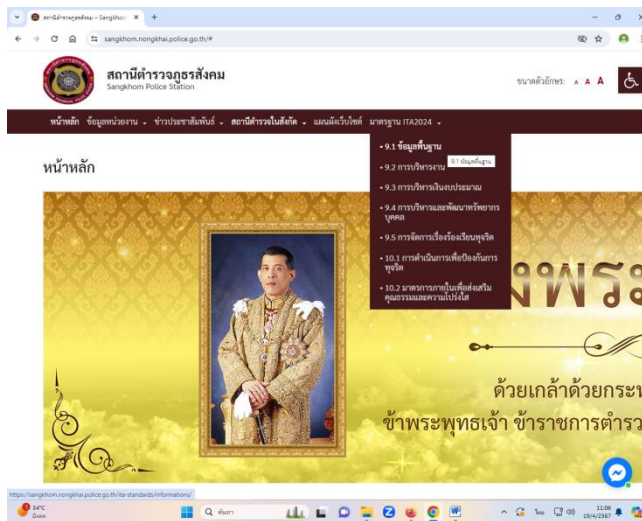 สถานีตำรวจภูธรสังคม – Sangkhor
sangkhom.nongkhai.police.go.th/#
สถานีตำรวจภูธรสังคม
Sangkhom Police Station
ขนาดตัวอักษร: A A A
หน้าหลัก ข้อมูลหน่วยงาน ข่าวประชาสัมพันธ์ สถานีตำรวจในสังกัด แผนผังเว็บไซต์ มาตรฐาน ITA2024
• 9.1 ข้อมูลพื้นฐาน
9.1 ข้อมูลพื้นฐาน
• 9.2 การบริหารงาน
• 9.3 การบริหารเงินงบประมาณ
• 9.4 การบริหารและพัฒนาทรัพยากร
บุคคล
• 9.5 การจัดการเรื่องร้องเรียนทุจริต
• 10.1 การดำเนินการเพื่อป้องกันการ
ทุจริต
• 10.2 มาตรการภายในเพื่อส่งเสริม
คุณธรรมและความโปร่งใส
หน้าหลัก
ด้วยเกล้าด้วยกระห
ข้าพระพุทธเจ้า ข้าราชการตำรว
https://sangkhom.nongkhai.police.go.th/ita-standards/informations/
34°C
มีเมฆ
ค้นหา
11:06
19/4/2567